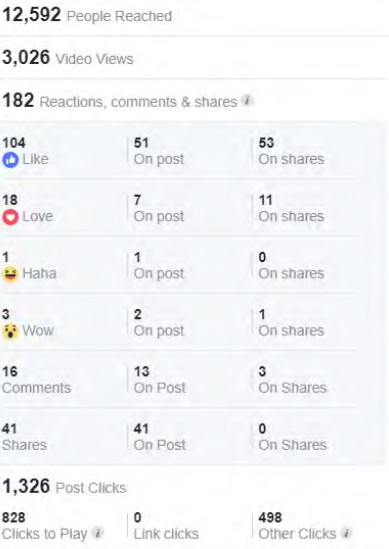 12,592 People Reached
3,026 Video Views
182 Reactions, comments & shares i
104 51 53
Like On post On shares
18 7 11
Love On post On shares
1 1 0
Haha On post On shares
3 2 1
Wow On post On shares
16 13 3
Comments On Post On Shares
41 41 0
Shares On Post On Shares
1,326 Post Clicks
828 0 498
Clicks to Play i Link clicks Other Clicks i